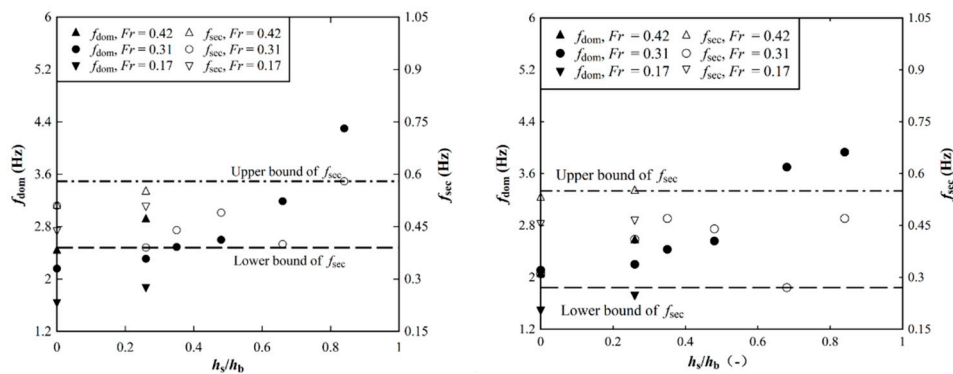 6
5.2
4.4
3.6
2.8
2
1.2
f_dom (Hz)
▲ f_dom, Fr = 0.42 △ f_sec, Fr = 0.42
● f_dom, Fr = 0.31 ○ f_sec, Fr = 0.31
▼ f_dom, Fr = 0.17 ▽ f_sec, Fr = 0.17
Upper bound of f_sec
Lower bound of f_sec
1.05
0.9
0.75
0.6
0.45
0.3
0.15
f_sec (Hz)
0 0.2 0.4 0.6 0.8 1
h_s/h_b
6
5.2
4.4
3.6
2.8
2
1.2
f_dom (Hz)
▲ f_dom, Fr = 0.42 △ f_sec, Fr = 0.42
● f_dom, Fr = 0.31 ○ f_sec, Fr = 0.31
▼ f_dom, Fr = 0.17 ▽ f_sec, Fr = 0.17
Upper bound of f_sec
Lower bound of f_sec
1.05
0.9
0.75
0.6
0.45
0.3
0.15
f_sec (Hz)
0 0.2 0.4 0.6 0.8 1
h_s/h_b (-)